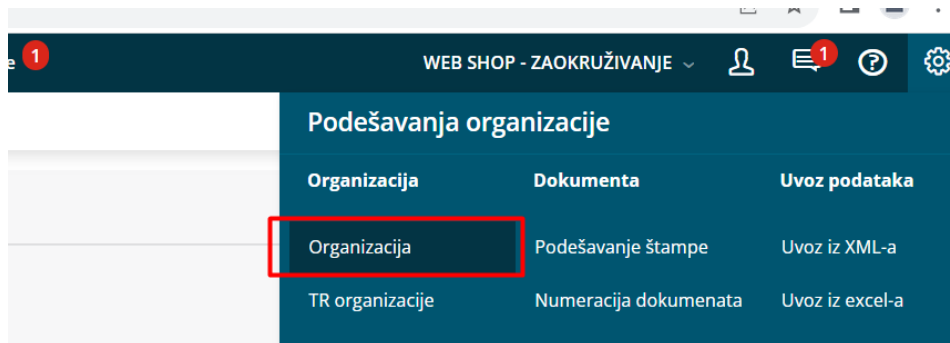 e 1
WEB SHOP - ZAOKRUŽIVANJE 1
Podešavanja organizacije
Organizacija Dokumenta Uvoz podataka
Organizacija Podešavanje štampe Uvoz iz XML-a
TR organizacije Numeracija dokumenata Uvoz iz excel-a